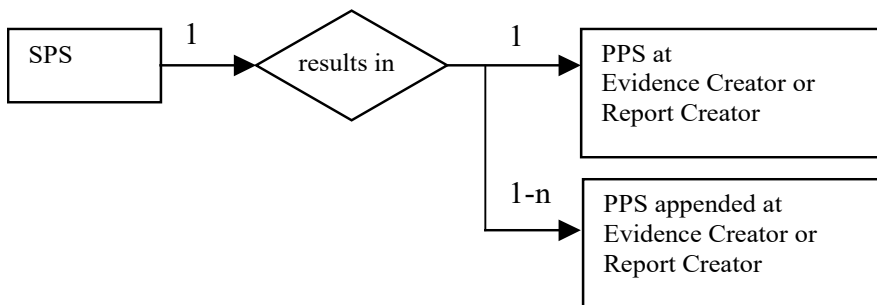 SPS
1
results in
1
PPS at
Evidence Creator or
Report Creator
1-n
PPS appended at
Evidence Creator or
Report Creator